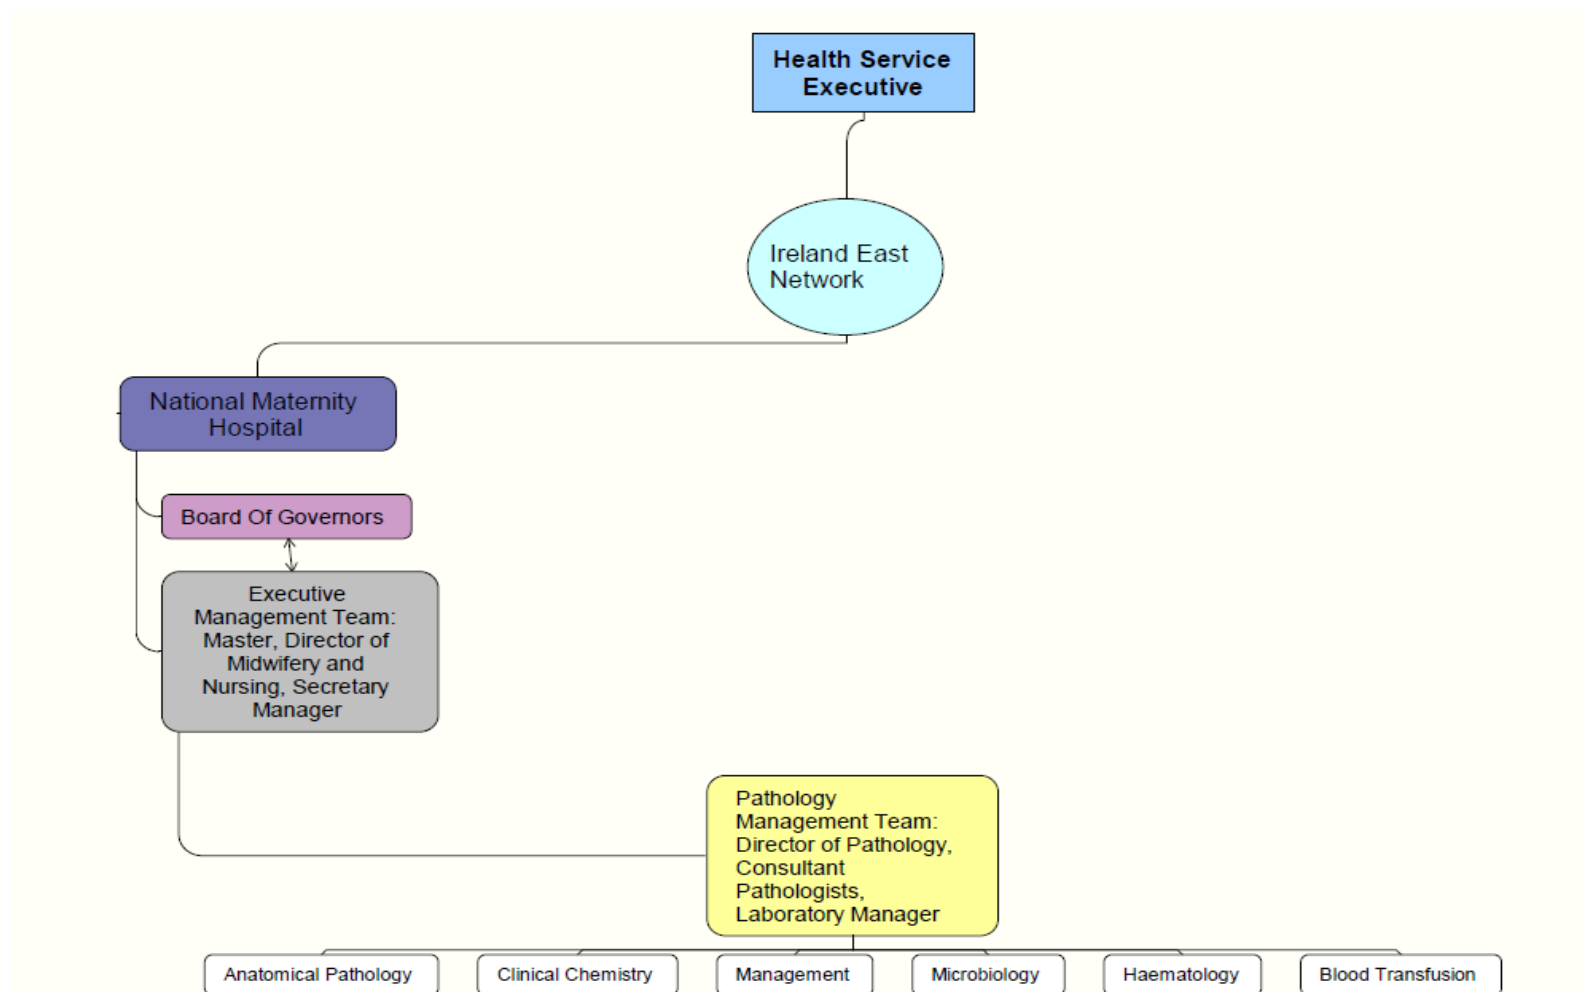 Health Service
Executive
Ireland East
Network
National Maternity
Hospital
Board Of Governors
Executive
Management Team:
Master, Director of
Midwifery and
Nursing, Secretary
Manager
Pathology
Management Team:
Director of Pathology,
Consultant
Pathologists,
Laboratory Manager
Anatomical Pathology
Clinical Chemistry
Management
Microbiology
Haematology
Blood Transfusion